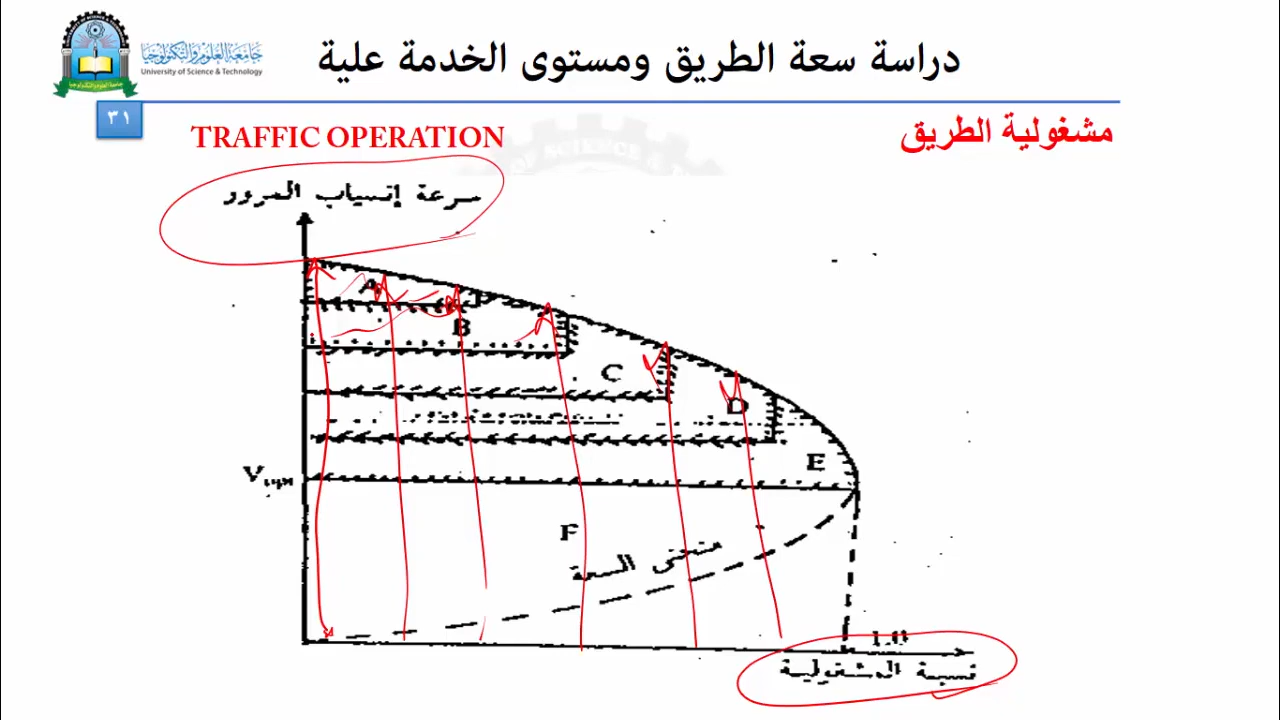 جامعة العلوم والتكنولوجيا
University of Science & Technology
دراسة سعة الطريق ومستوى الخدمة علية
٣١
TRAFFIC OPERATION
مشغولية الطريق
سرعة إنسياب المرور
A
B
C
D
E
F
منحنى السعة
1.0
نسبة المشغولية